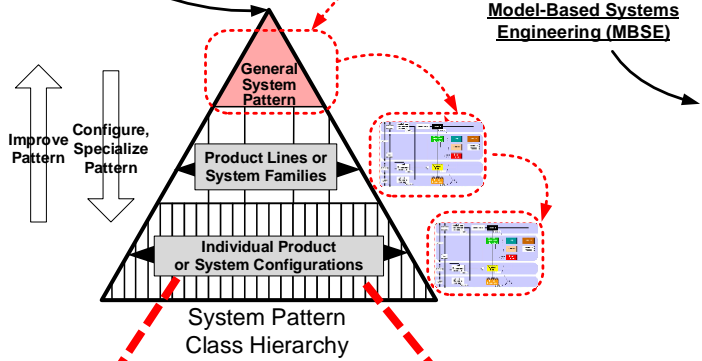 Model-Based Systems
Engineering (MBSE)
General
System
Pattern
Improve
Pattern
Configure,
Specialize
Pattern
Product Lines or
System Families
Individual Product
or System Configurations
System Pattern
Class Hierarchy